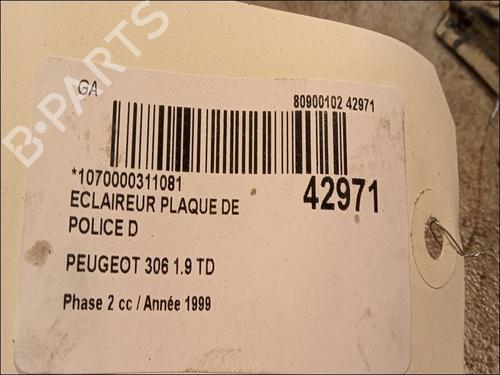 GA
80900102 42971
*1070000311081
42971
ECLAIREUR PLAQUE DE
POLICE D
PEUGEOT 306 1.9 TD
Phase 2 cc / Année 1999
B-PARTS